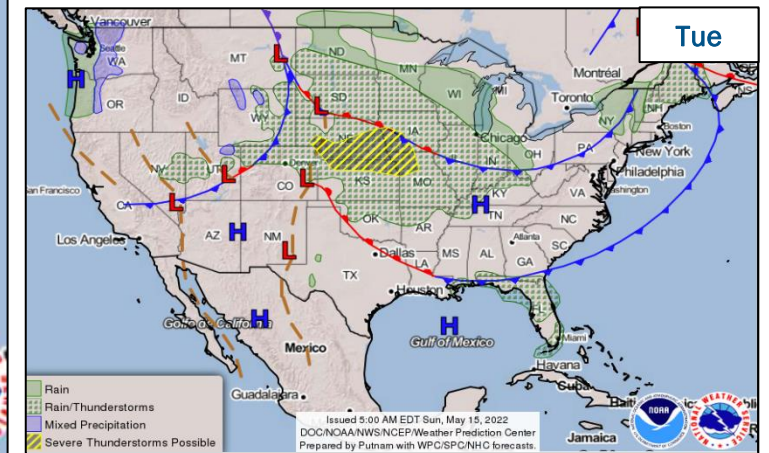 Tue
Vancouver
Seattle
WA
MT
ND
MN
Montréal
OR
ID
SD
WI
MI
Toronto
NS
WY
NY
NH
IA
Chicago
Boston
NV
UT
Denver
IN
OH
PA
New York
Philadelphia
CO
KS
MO
KY
VA
San Francisco
CA
OK
TN
NC
Los Angeles
AZ
NM
AR
Atlanta
SC
Dallas
MS
AL
GA
TX
LA
Houston
Golfo de California
Mexico
Gulf of Mexico
Miami
Havana
Cuba
Guadalajara
Jamaica
H
L
L
L
L
L
L
H
H
H
H
Rain
Rain/Thunderstorms
Mixed Precipitation
Severe Thunderstorms Possible
Issued 5:00 AM EDT Sun, May 15, 2022
DOC/NOAA/NWS/NCEP/Weather Prediction Center
Prepared by Putnam with WPC/SPC/NHC forecasts.
NOAA
NATIONAL WEATHER SERVICE